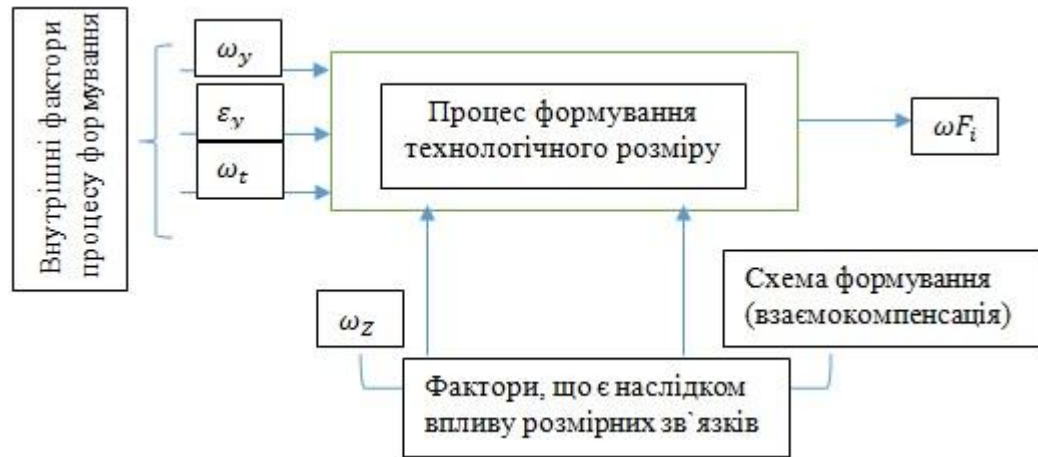 Внутрішні фактори
процесу формування
ω_y
ε_y
ω_t
Процес формування
технологічного розміру
ωF_i
ω_Z
Схема формування
(взаємокомпенсація)
Фактори, що є наслідком
впливу розмірних зв`язків